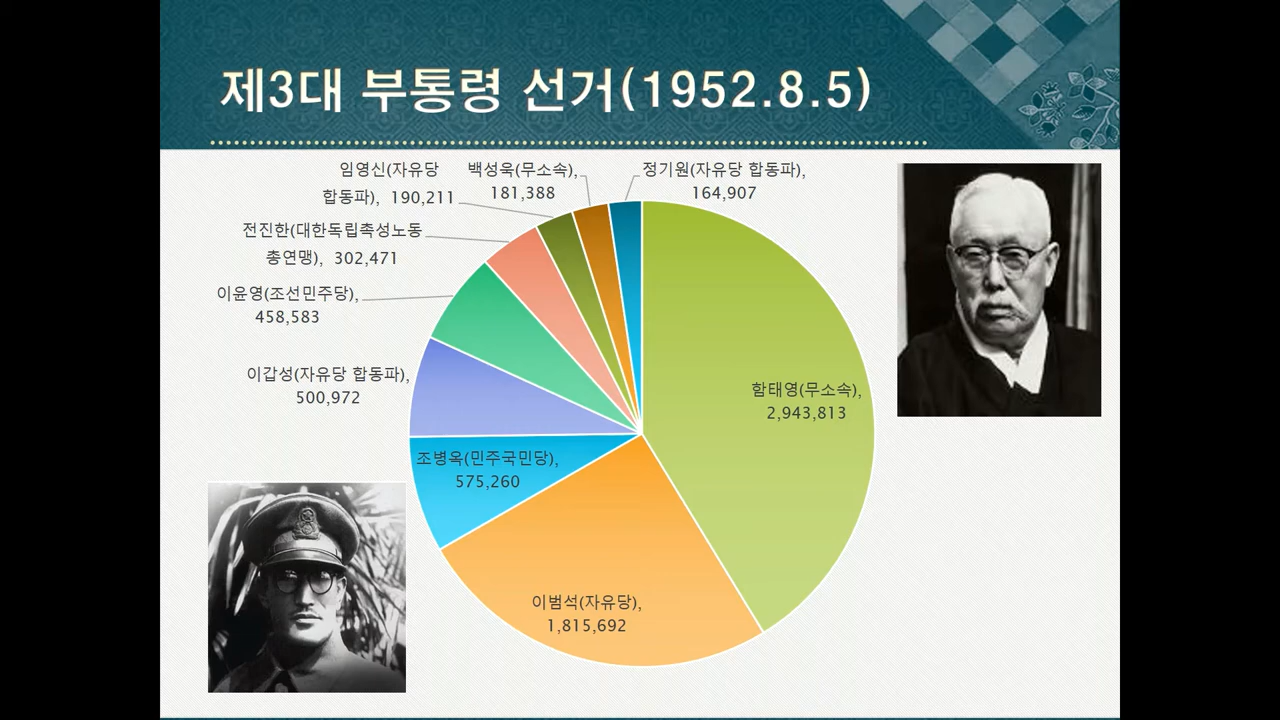 제3대 부통령 선거(1952.8.5)
임영신(자유당
합동파), 190,211
백성욱(무소속),
181,388
정기원(자유당 합동파),
164,907
전진한(대한독립촉성노동
총연맹), 302,471
이윤영(조선민주당),
458,583
이갑성(자유당 합동파),
500,972
조병옥(민주국민당),
575,260
함태영(무소속),
2,943,813
이범석(자유당),
1,815,692